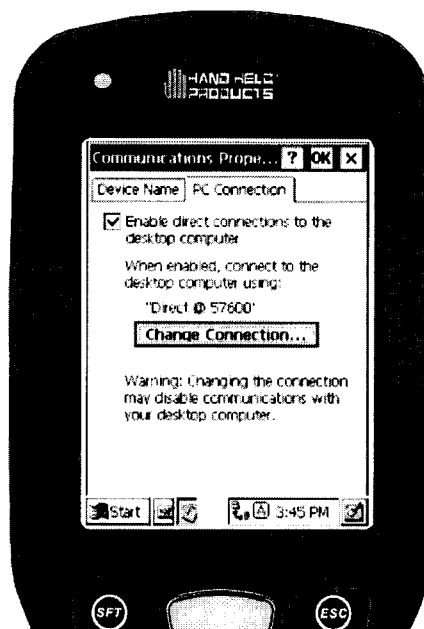 HAND HELD
PRODUCTS
Communications Prope... ? OK ×
Device Name PC Connection
Enable direct connections to the
desktop computer
When enabled, connect to the
desktop computer using:
"Direct @ 57600'
Change Connection...
Warning: Changing the connection
may disable communications with
your desktop computer.
Start A 3:45 PM
SFT ESC